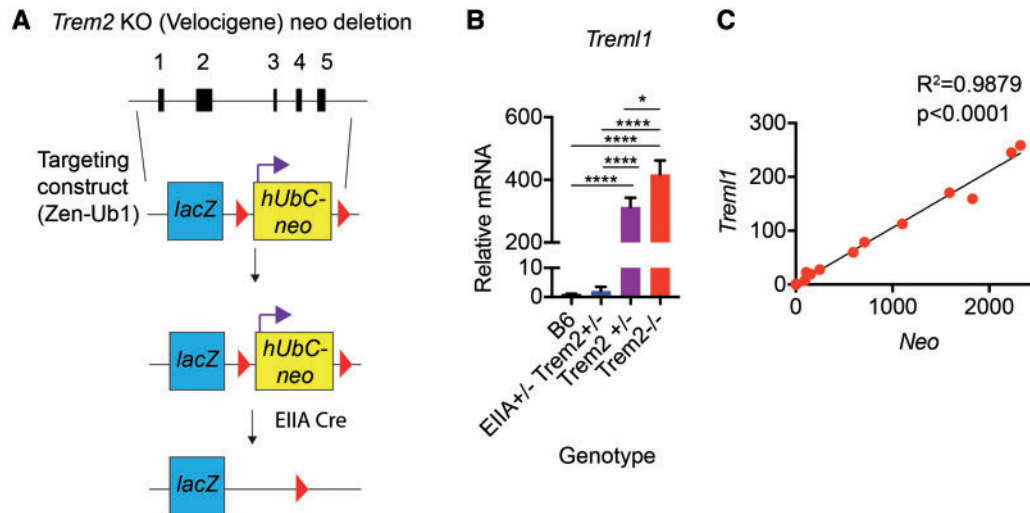 A Trem2 KO (Velocigene) neo deletion
1 2 3 4 5
Targeting
construct
(Zen-Ub1)
lacZ
hUbC-
neo
lacZ
hUbC-
neo
EIIA Cre
lacZ
B
Treml1
*
****
****
****
****
Relative mRNA
600
400
200
10
0
B6
EIIA+/- Trem2+/-
Trem2 +/-
Trem2-/-
Genotype
C
R²=0.9879
p<0.0001
Treml1
300
200
100
0
0 1000 2000
Neo